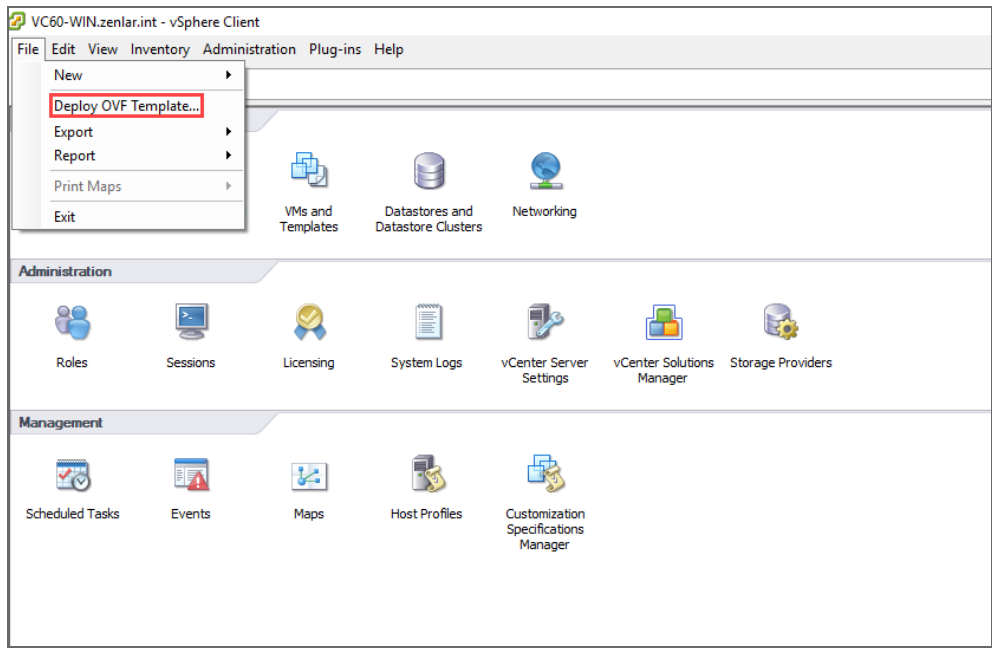 VC60-WIN.zenlar.int - vSphere Client
File Edit View Inventory Administration Plug-ins Help
New
Deploy OVF Template...
Export
Report
Print Maps
Exit
VMs and
Templates
Datastores and
Datastore Clusters
Networking
Administration
Roles
Sessions
Licensing
System Logs
vCenter Server
Settings
vCenter Solutions
Manager
Storage Providers
Management
Scheduled Tasks
Events
Maps
Host Profiles
Customization
Specifications
Manager